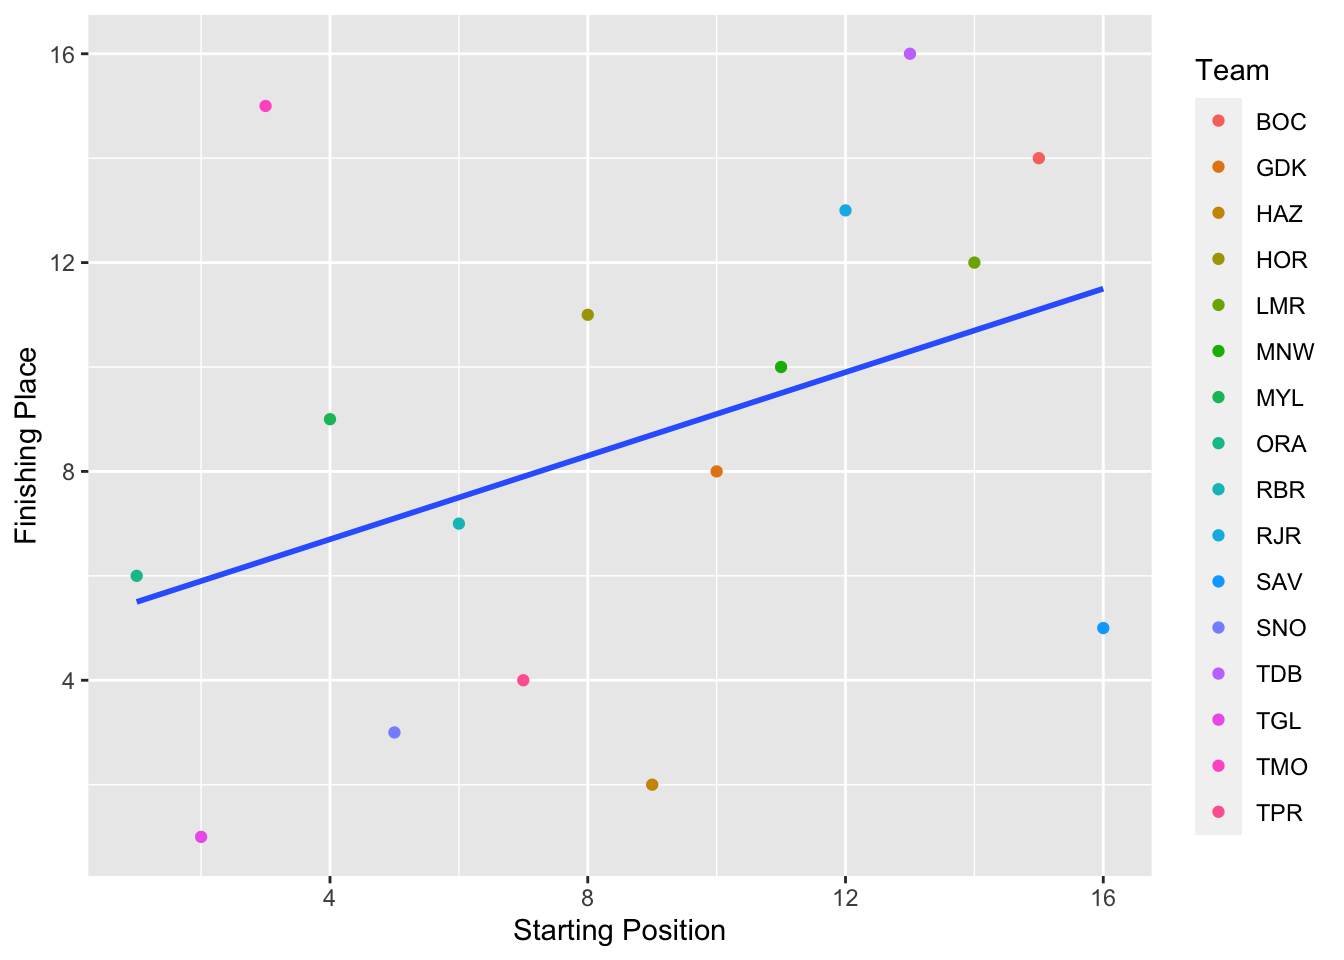 Finishing Place
16
12
8
4
4
8
12
16
Starting Position
Team
BOC
GDK
HAZ
HOR
LMR
MNW
MYL
ORA
RBR
RJR
SAV
SNO
TDB
TGL
TMO
TPR